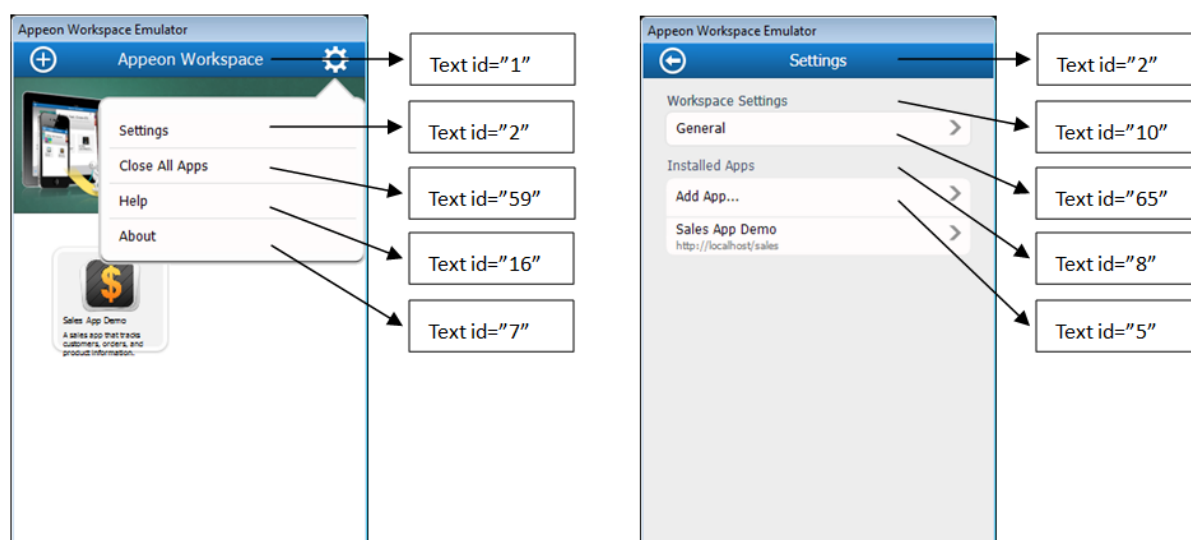 Appeon Workspace Emulator
Appeon Workspace
Settings
Close All Apps
Help
About
Sales App Demo
A sales app that tracks
customers, orders, and
product information.
Text id="1"
Text id="2"
Text id="59"
Text id="16"
Text id="7"
Appeon Workspace Emulator
Settings
Workspace Settings
General
Installed Apps
Add App...
Sales App Demo
http://localhost/sales
Text id="2"
Text id="10"
Text id="65"
Text id="8"
Text id="5"